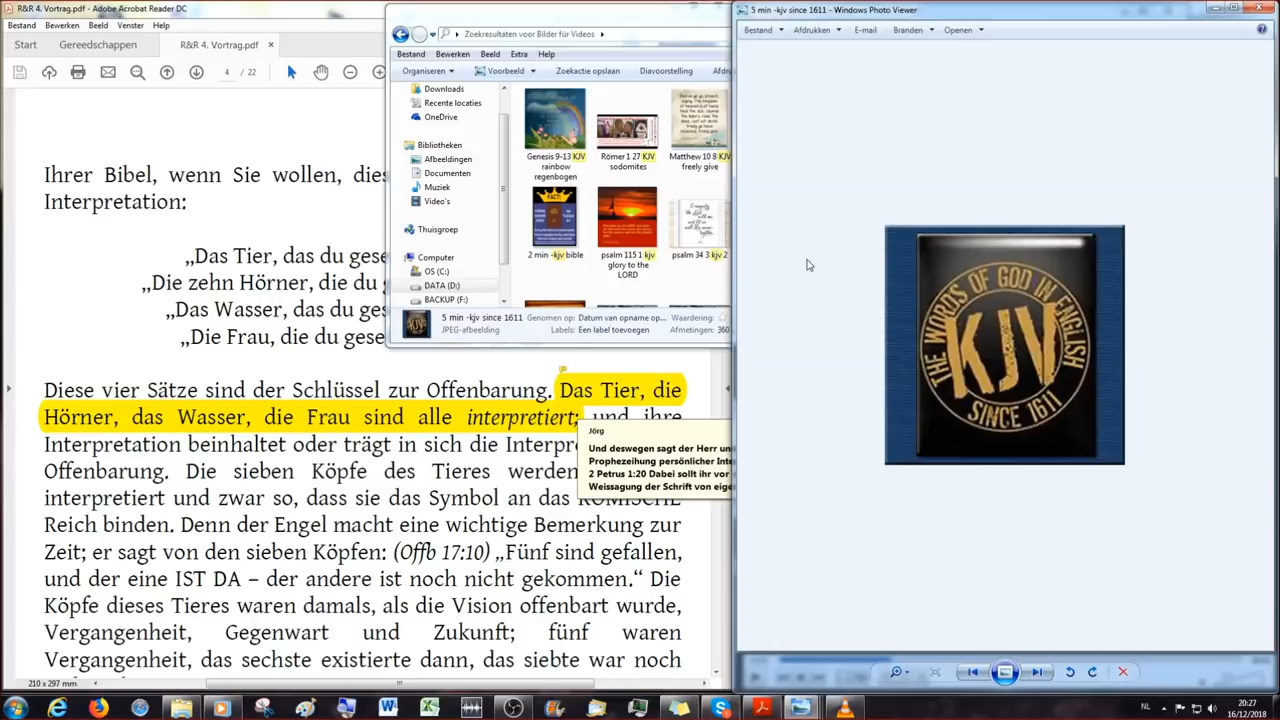 R&R 4. Vortrag.pdf - Adobe Acrobat Reader DC
Bestand Bewerken Beeld Venster Help
Start Gereedschappen R&R 4. Vortrag.pdf ×
4 / 22
Ihrer Bibel, wenn Sie wollen, dies
Interpretation:
„Das Tier, das du gese
„Die zehn Hörner, die du g
„Das Wasser, das du ges
„Die Frau, die du gese
Diese vier Sätze sind der Schlüssel zur Offenbarung. Das Tier, die
Hörner, das Wasser, die Frau sind alle interpretiert; und ihre
Interpretation beinhaltet oder trägt in sich die Interpr
Offenbarung. Die sieben Köpfe des Tieres werden
interpretiert und zwar so, dass sie das Symbol an das RÖMISCHE
Reich binden. Denn der Engel macht eine wichtige Bemerkung zur
Zeit; er sagt von den sieben Köpfen: (Offb 17:10) „Fünf sind gefallen,
und der eine IST DA – der andere ist noch nicht gekommen.“ Die
Köpfe dieses Tieres waren damals, als die Vision offenbart wurde,
Vergangenheit, Gegenwart und Zukunft; fünf waren
Vergangenheit, das sechste existierte dann, das siebte war noch
210 x 297 mm
Jörg
Und deswegen sagt der Herr un
Prophezeihung persönlicher Inte
2 Petrus 1:20 Dabei sollt ihr vor
Weissagung der Schrift von eige
Zoekresultaten voor Bilder für Videos
Bestand Bewerken Beeld Extra Help
Organiseren Voorbeeld Zoekactie opslaan Diavoorstelling Afdru
Downloads
Recente locaties
OneDrive
Bibliotheken
Afbeeldingen
Documenten
Muziek
Video's
Thuisgroep
Computer
OS (C:)
DATA (D:)
BACKUP (F:)
Genesis 9-13 KJV
rainbow
regenbogen
Römer 1 27 KJV
sodomites
Matthew 10 8 KJV
freely give
FACT!
2 min -kjv bible
psalm 115 1 kjv
glory to the
LORD
psalm 34 3 kjv 2
5 min -kjv since 1611 Genomen op: Datum van opname op... Waardering:
JPEG-afbeelding Labels: Een label toevoegen Afmetingen: 360
5 min -kjv since 1611 - Windows Photo Viewer
Bestand Afdrukken E-mail Branden Openen
THE WORDS OF GOD IN ENGLISH
KJV
SINCE 1611
NL
20:27
16/12/2018